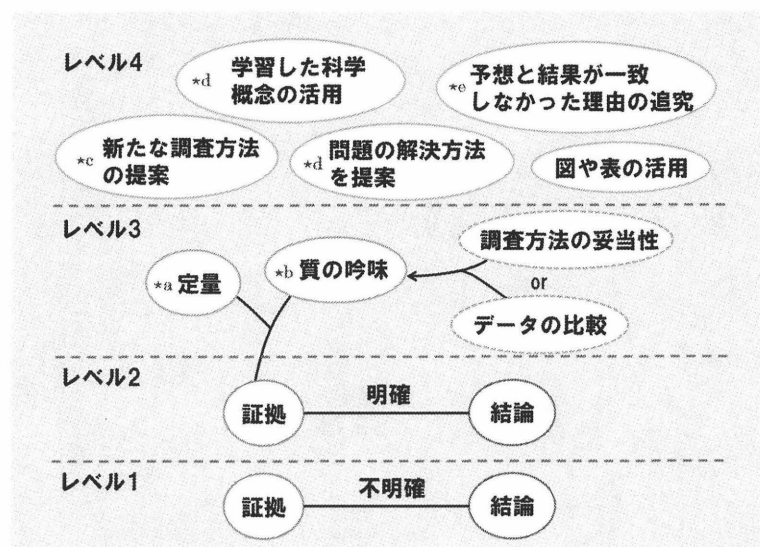 レベル4
*d 学習した科学
概念の活用
*e 予想と結果が一致
しなかった理由の追究
*c 新たな調査方法
の提案
*d 問題の解決方法
を提案
図や表の活用
レベル3
*a 定量
*b 質の吟味
調査方法の妥当性
or
データの比較
レベル2
証拠
明確
結論
レベル1
証拠
不明確
結論